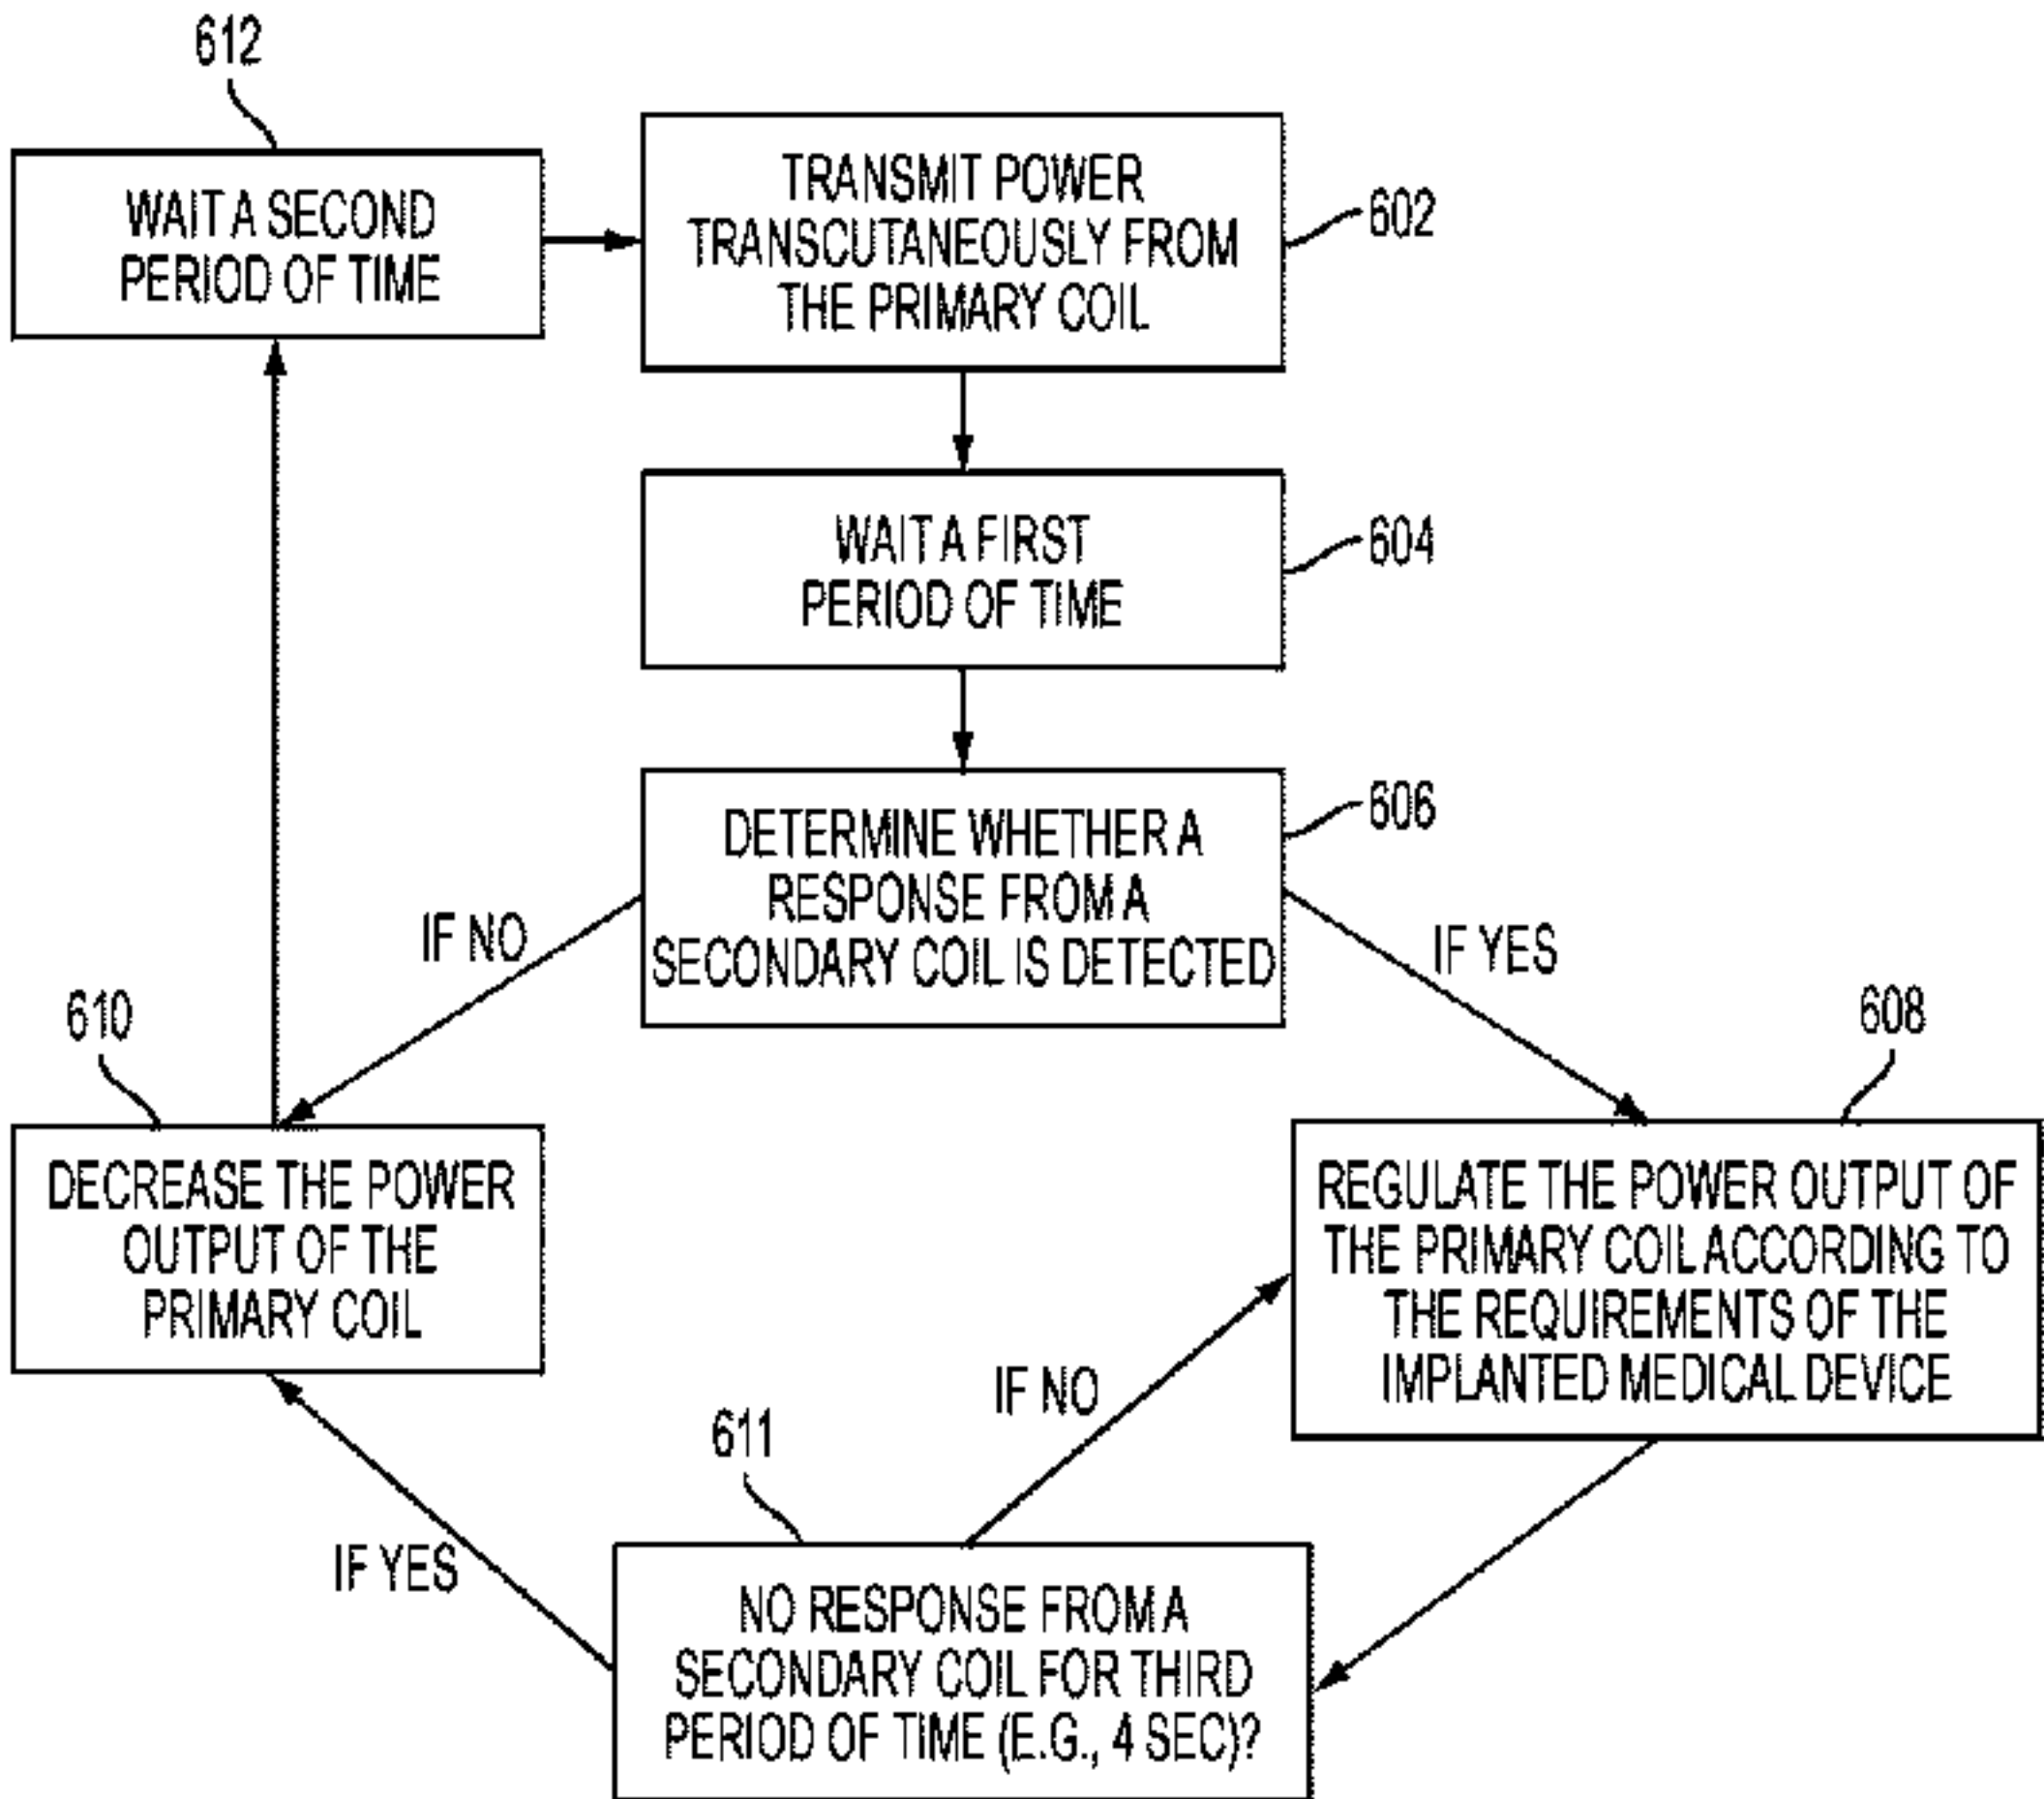 612
WAIT A SECOND
PERIOD OF TIME
TRANSMIT POWER
TRANSCUTANEOUSLY FROM
THE PRIMARY COIL
602
WAIT A FIRST
PERIOD OF TIME
604
DETERMINE WHETHER A
RESPONSE FROM A
SECONDARY COIL IS DETECTED
606
IF NO
IF YES
610
DECREASE THE POWER
OUTPUT OF THE
PRIMARY COIL
608
REGULATE THE POWER OUTPUT OF
THE PRIMARY COIL ACCORDING TO
THE REQUIREMENTS OF THE
IMPLANTED MEDICAL DEVICE
IF NO
611
IF YES
NO RESPONSE FROM A
SECONDARY COIL FOR THIRD
PERIOD OF TIME (E.G., 4 SEC)?